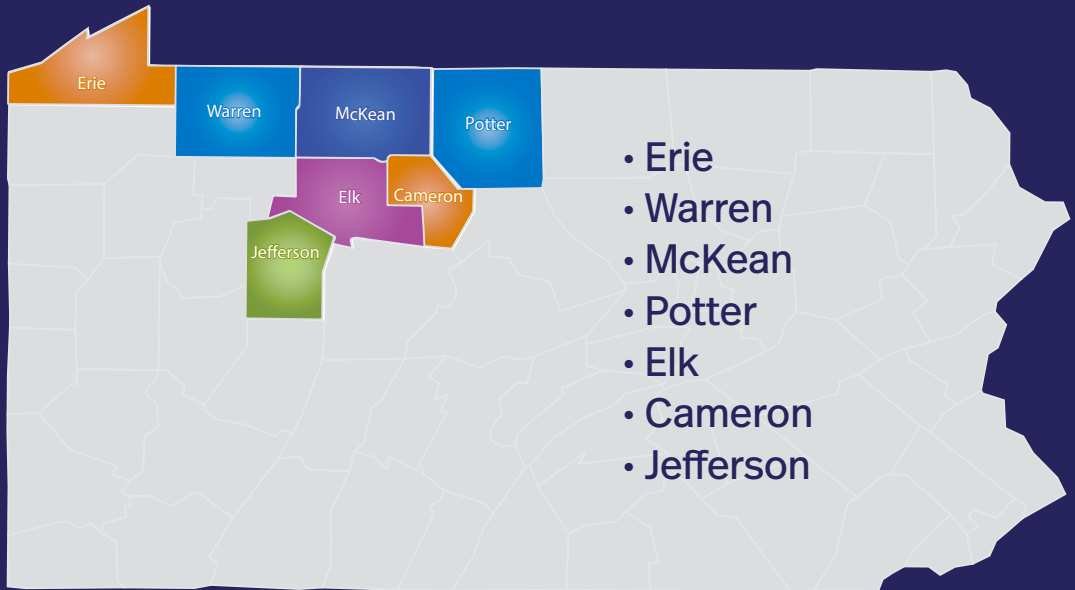 Erie
Warren
McKean
Potter
Elk
Cameron
Jefferson
• Erie
• Warren
• McKean
• Potter
• Elk
• Cameron
• Jefferson